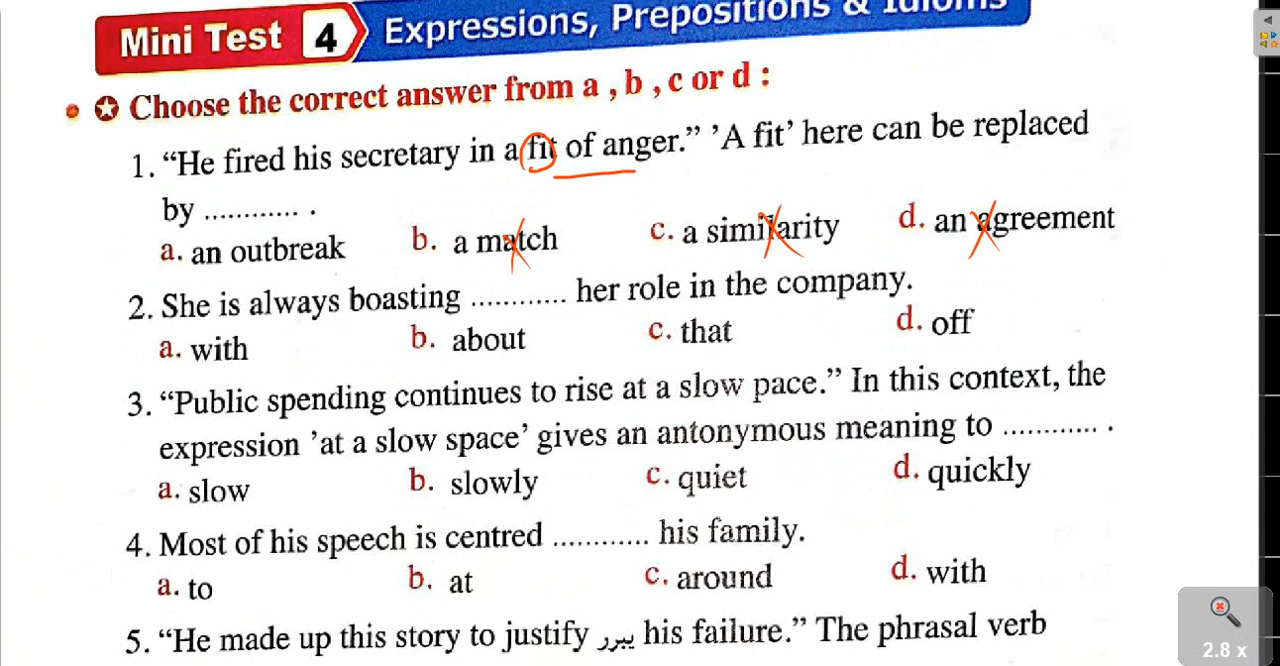 Mini Test 4 Expressions, Prepositions & Idioms
Choose the correct answer from a , b , c or d :
1. “He fired his secretary in a fit of anger.” ’A fit’ here can be replaced
by ............ .
a. an outbreak b. a match c. a similarity d. an agreement
2. She is always boasting ............ her role in the company.
a. with b. about c. that d. off
3. “Public spending continues to rise at a slow pace.” In this context, the
expression ’at a slow space’ gives an antonymous meaning to ............ .
a. slow b. slowly c. quiet d. quickly
4. Most of his speech is centred ............ his family.
a. to b. at c. around d. with
5. “He made up this story to justify يبرر his failure.” The phrasal verb
2.8 x